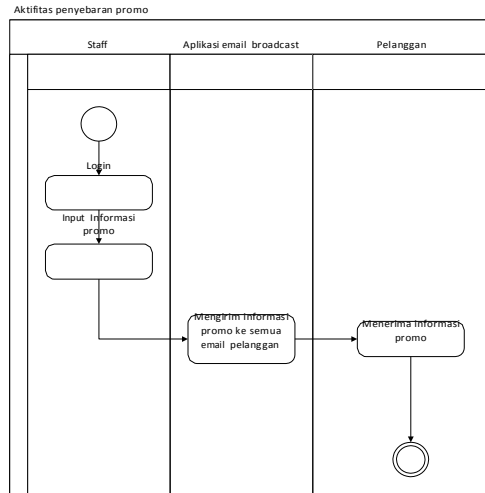 Aktifitas penyebaran promo
Staff
Aplikasi email broadcast
Pelanggan
Login
Input Informasi
promo
Mengirim informasi
promo ke semua
email pelanggan
Menerima informasi
promo